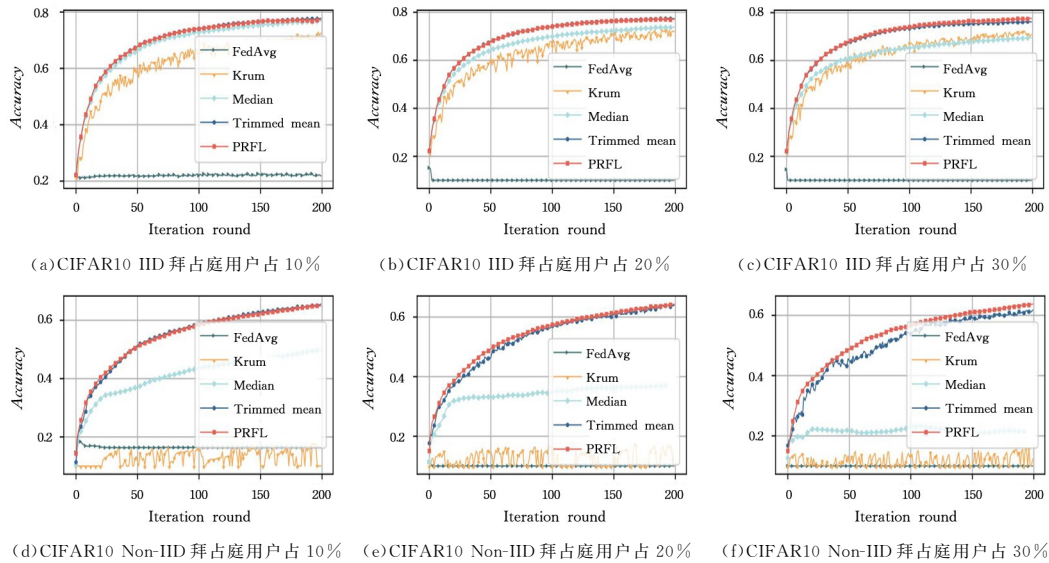 0.8
0.6
0.4
0.2
Accuracy
FedAvg
Krum
Median
Trimmed mean
PRFL
0 50 100 150 200
Iteration round
(a)CIFAR10 IID 拜占庭用户占 10%
0.8
0.6
0.4
0.2
Accuracy
FedAvg
Krum
Median
Trimmed mean
PRFL
0 50 100 150 200
Iteration round
(b)CIFAR10 IID 拜占庭用户占 20%
0.8
0.6
0.4
0.2
Accuracy
FedAvg
Krum
Median
Trimmed mean
PRFL
0 50 100 150 200
Iteration round
(c)CIFAR10 IID 拜占庭用户占 30%
0.6
0.4
0.2
Accuracy
FedAvg
Krum
Median
Trimmed mean
PRFL
0 50 100 150 200
Iteration round
(d)CIFAR10 Non-IID 拜占庭用户占 10%
0.6
0.4
0.2
Accuracy
FedAvg
Krum
Median
Trimmed mean
PRFL
0 50 100 150 200
Iteration round
(e)CIFAR10 Non-IID 拜占庭用户占 20%
0.6
0.4
0.2
Accuracy
FedAvg
Krum
Median
Trimmed mean
PRFL
0 50 100 150 200
Iteration round
(f)CIFAR10 Non-IID 拜占庭用户占 30%